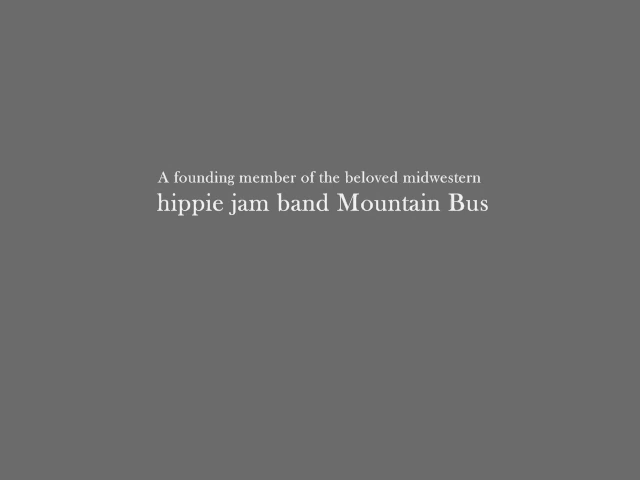 A founding member of the beloved midwestern
hippie jam band Mountain Bus